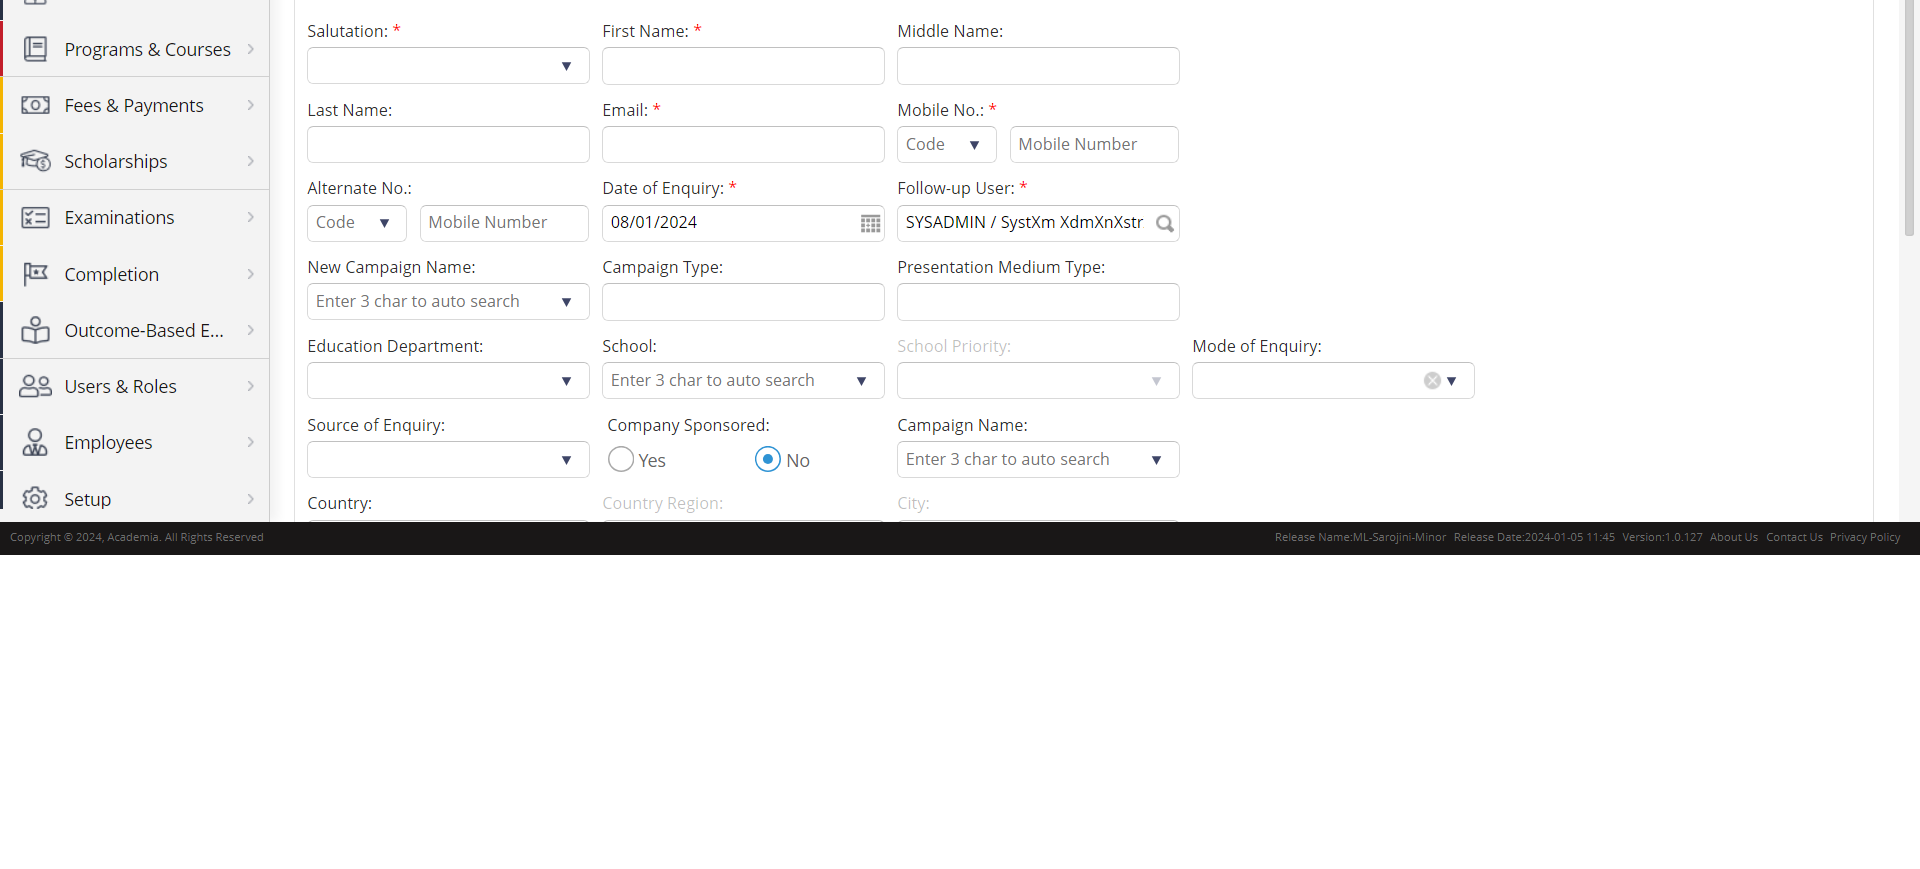 Programs & Courses
Fees & Payments
Scholarships
Examinations
Completion
Outcome-Based E...
Users & Roles
Employees
Setup
Salutation: * First Name: * Middle Name:
Last Name: Email: * Mobile No.: *
Code Mobile Number
Alternate No.: Date of Enquiry: * Follow-up User: *
Code Mobile Number 08/01/2024 SYSADMIN / SystXm XdmXnXstr
New Campaign Name: Campaign Type: Presentation Medium Type:
Enter 3 char to auto search
Education Department: School: School Priority: Mode of Enquiry:
Enter 3 char to auto search
Source of Enquiry: Company Sponsored: Campaign Name:
Yes No Enter 3 char to auto search
Country: Country Region: City:
Copyright © 2024, Academia. All Rights Reserved Release Name:ML-Sarojini-Minor Release Date:2024-01-05 11:45 Version:1.0.127 About Us Contact Us Privacy Policy